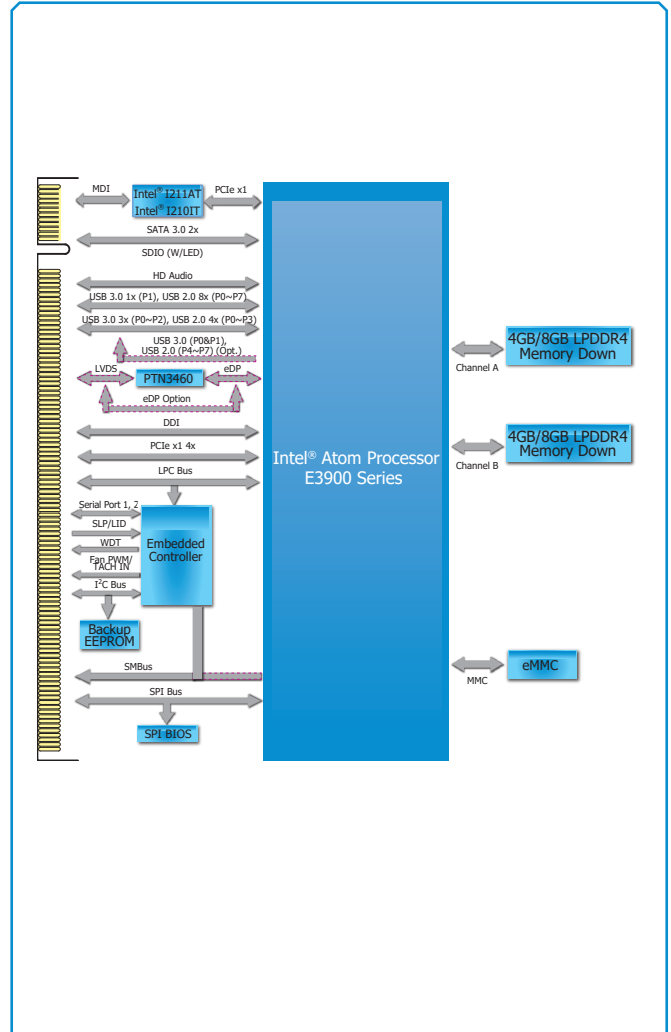 MDI
Intel® I211AT
Intel® I210IT
PCIe x1
SATA 3.0 2x
SDIO (W/LED)
HD Audio
USB 3.0 1x (P1), USB 2.0 8x (P0~P7)
USB 3.0 3x (P0~P2), USB 2.0 4x (P0~P3)
USB 3.0 (P0&P1),
USB 2.0 (P4~P7) (Opt.)
LVDS
PTN3460
eDP
eDP Option
DDI
PCIe x1 4x
LPC Bus
Serial Port 1, 2
SLP/LID
WDT
Fan PWM/
TACH IN
I²C Bus
Embedded
Controller
Backup
EEPROM
SMBus
SPI Bus
SPI BIOS
Intel® Atom Processor
E3900 Series
Channel A
4GB/8GB LPDDR4
Memory Down
Channel B
4GB/8GB LPDDR4
Memory Down
MMC
eMMC